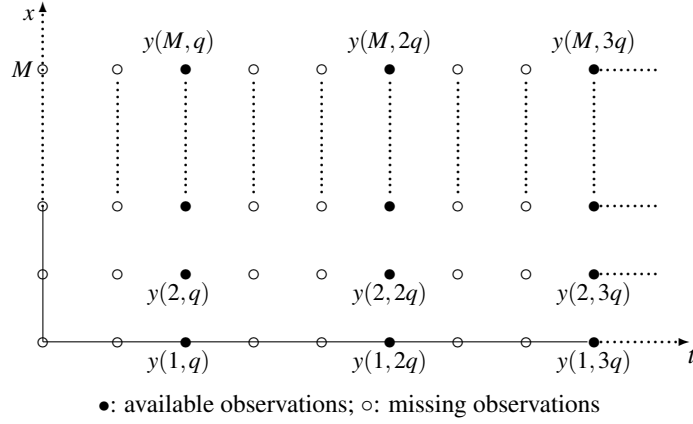 x
y(M,q) y(M,2q) y(M,3q)
M
y(2,q) y(2,2q) y(2,3q)
y(1,q) y(1,2q) y(1,3q) t
●: available observations; ○: missing observations